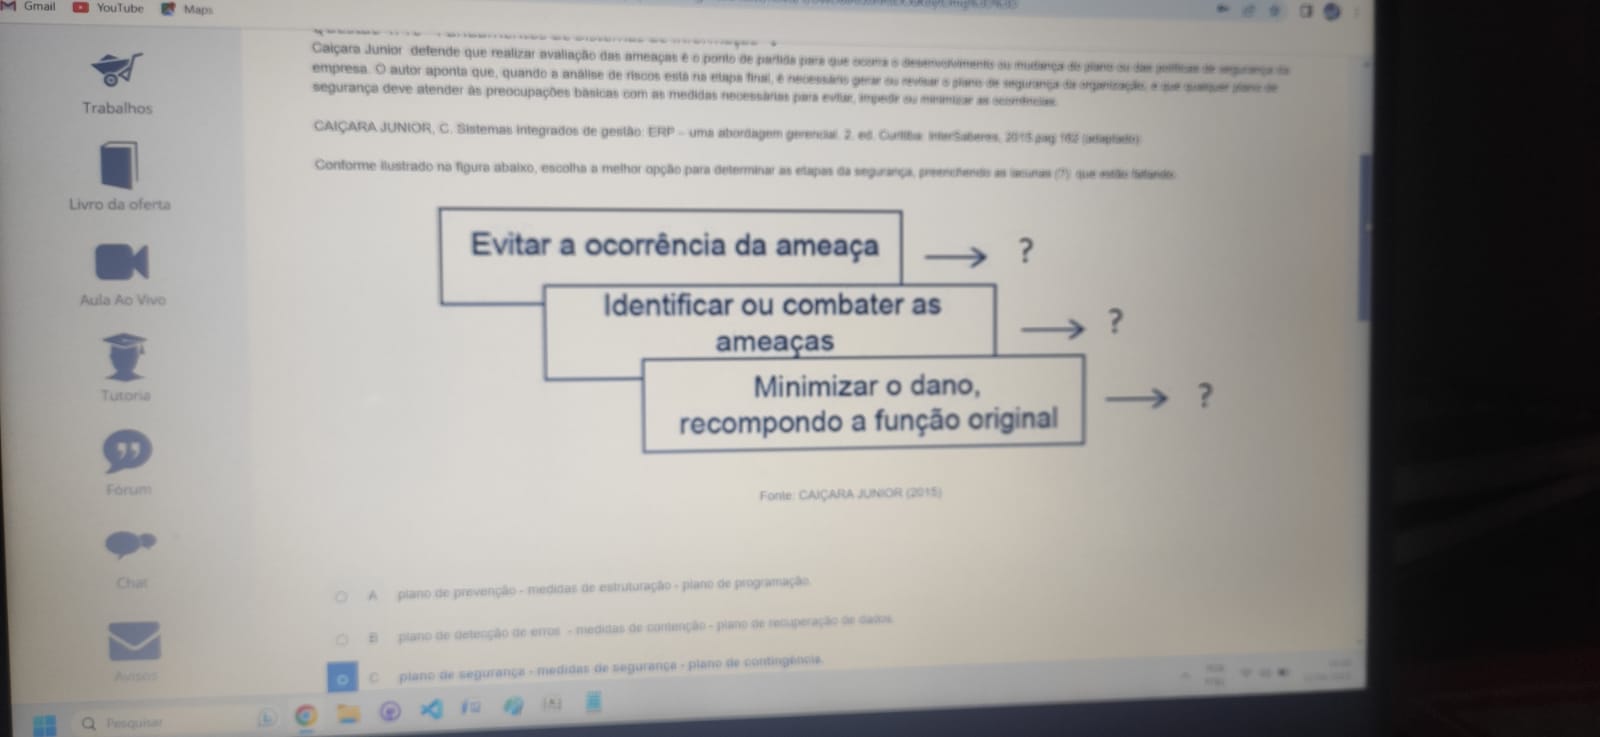 Gmail YouTube Maps
Caiçara Junior defende que realizar avaliação das ameaças é o ponto de partida para que ocorra o desenvolvimento ou mudança do plano ou das políticas de segurança da
empresa. O autor aponta que, quando a análise de riscos está na etapa final, é necessário gerar ou revisar o plano de segurança da organização, e que qualquer plano de
segurança deve atender às preocupações básicas com as medidas necessárias para evitar, impedir ou minimizar as ocorrências.
CAIÇARA JUNIOR, C. Sistemas integrados de gestão: ERP – uma abordagem gerencial. 2. ed. Curitiba: InterSaberes, 2015 pag 162 (adaptado)
Conforme ilustrado na figura abaixo, escolha a melhor opção para determinar as etapas da segurança, preenchendo as lacunas (?) que estão faltando.
Evitar a ocorrência da ameaça ?
Identificar ou combater as
ameaças ?
Minimizar o dano,
recompondo a função original ?
Fonte: CAIÇARA JUNIOR (2015)
A plano de prevenção - medidas de estruturação - plano de programação.
B plano de detecção de erros - medidas de contenção - plano de recuperação de dados.
C plano de segurança - medidas de segurança - plano de contingência.
Trabalhos
Livro da oferta
Aula Ao Vivo
Tutoria
Fórum
Chat
Avisos
Pesquisar